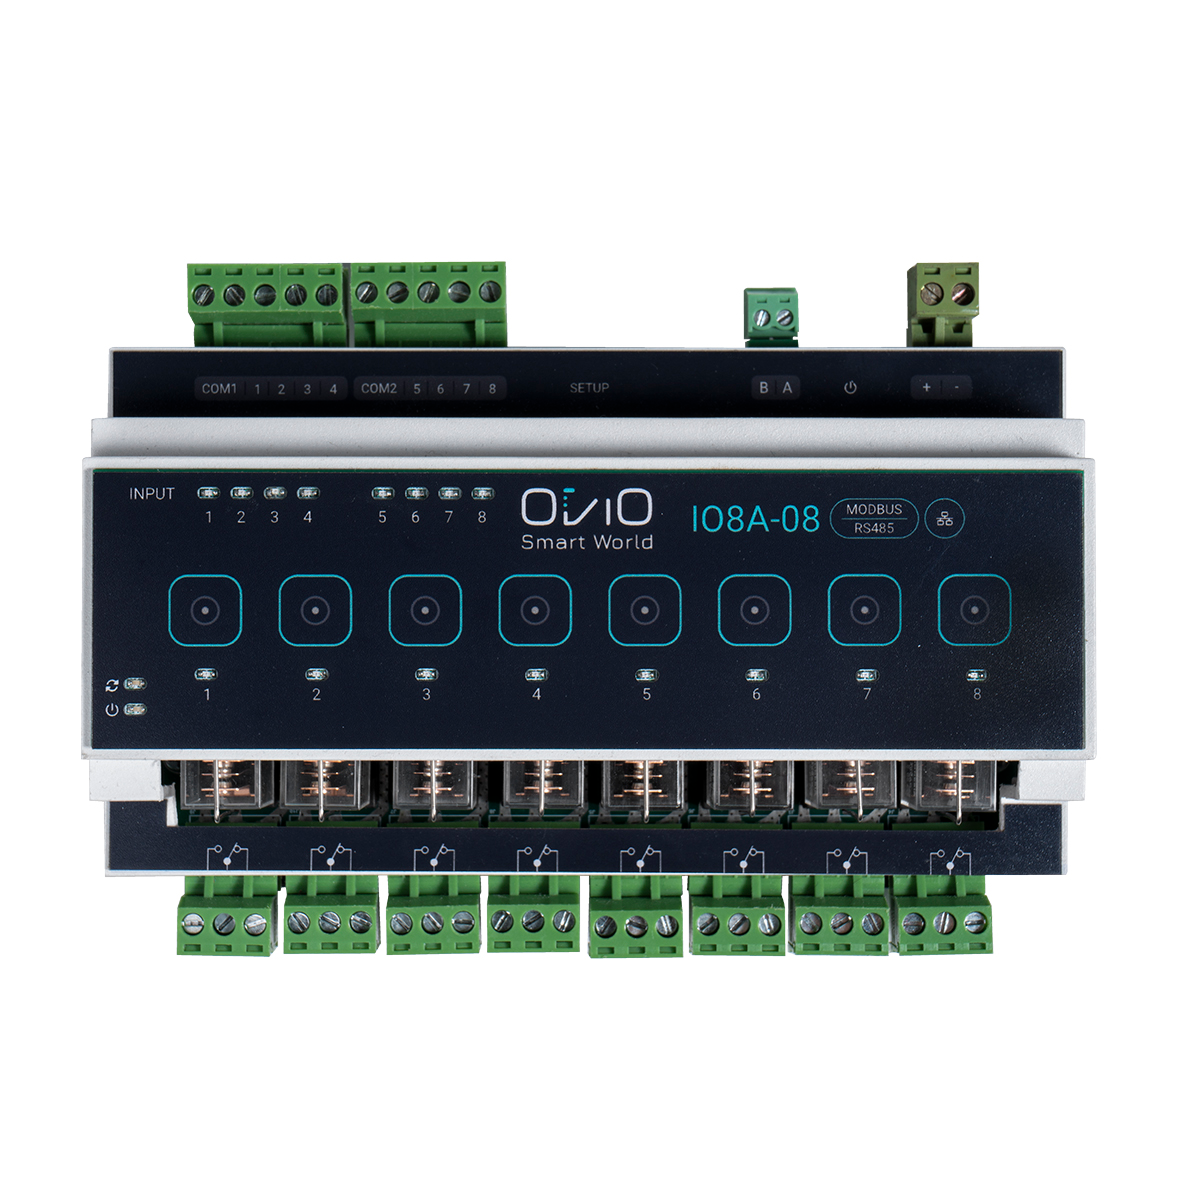 COM1 1 2 3 4 COM2 5 6 7 8 SETUP B A + -
INPUT
1 2 3 4 5 6 7 8
OVIO
Smart World
IO8A-08
MODBUS
RS485
1 2 3 4 5 6 7 8